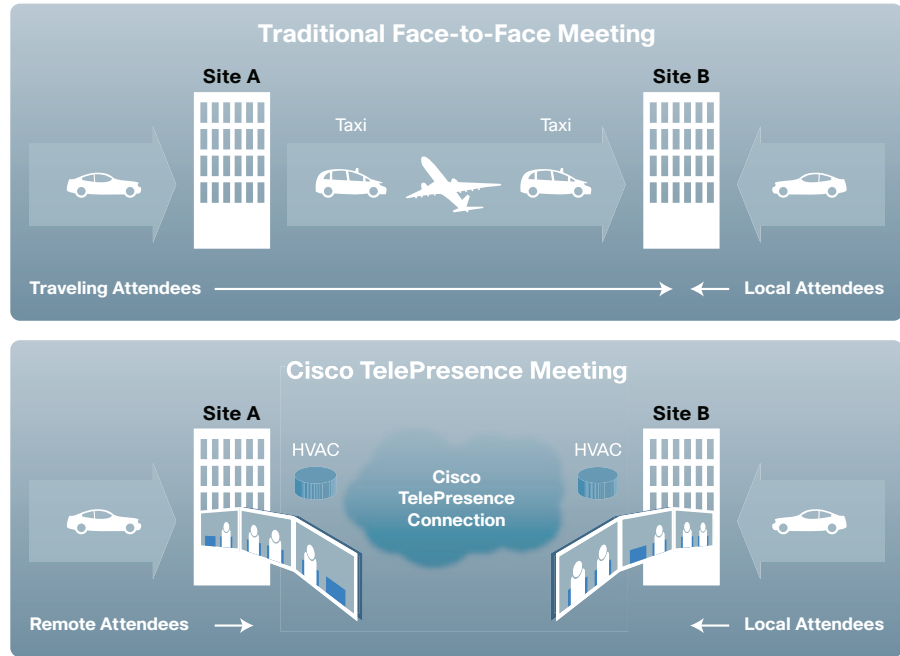 Traditional Face-to-Face Meeting
Site A
Site B
Taxi
Taxi
Traveling Attendees
Local Attendees
Cisco TelePresence Meeting
Site A
Site B
HVAC
HVAC
Cisco
TelePresence
Connection
Remote Attendees
Local Attendees